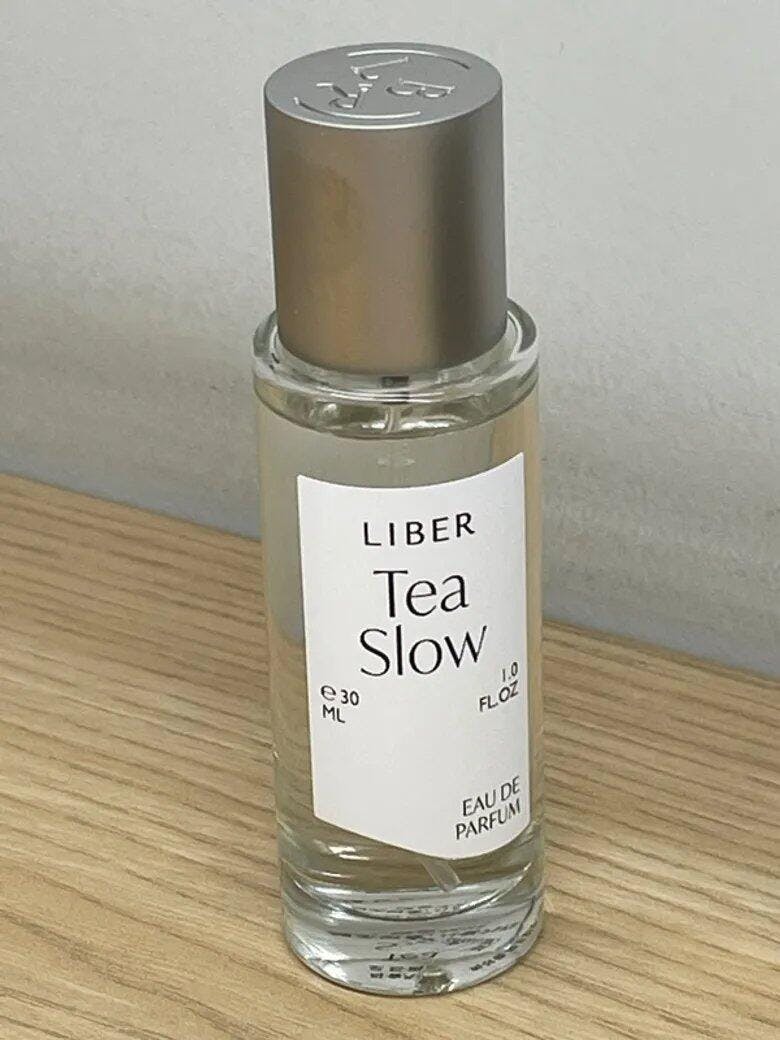 L B
L R
LIBER
Tea
Slow
e 30
ML
1.0
FL.OZ
EAU DE
PARFUM